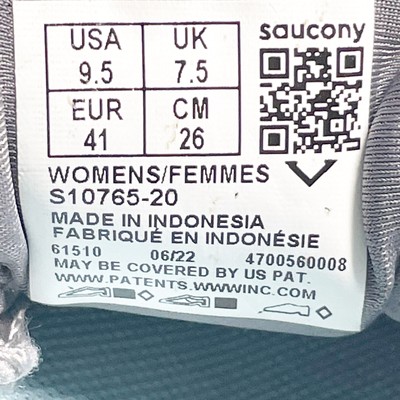 saucony
USA UK
9.5 7.5
EUR CM
41 26
WOMENS/FEMMES
S10765-20
MADE IN INDONESIA
FABRIQUÉ EN INDONÉSIE
61510 06/22 4700560008
MAY BE COVERED BY US PAT.
WWW.PATENTS.WWWINC.COM